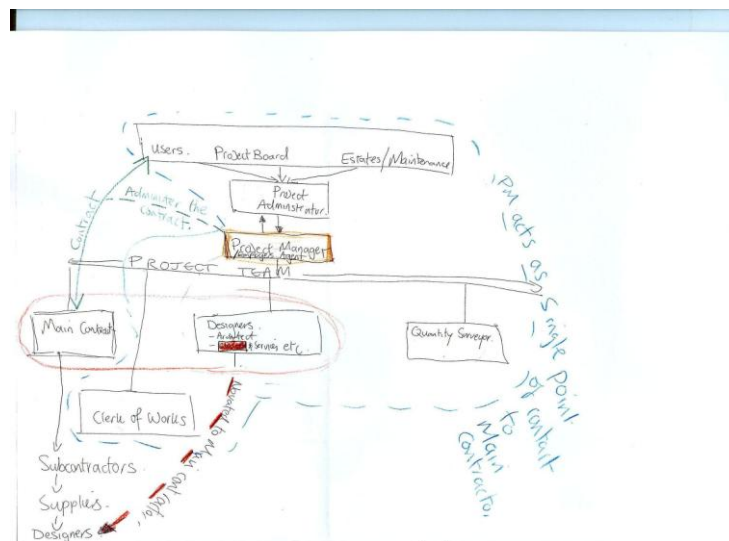 Users. Project Board Estates/Maintenance
Project
Administrator.
Administer the
contract.
Contract
Project Manager
PROJECT TEAM
PM acts as single point of contact to Main Contractor.
Main Contract
Designers.
- Architect
Services etc.
Quantity Surveyor.
Clerk of Works
Novated to Main contractor.
Subcontractors
Suppliers.
Designers